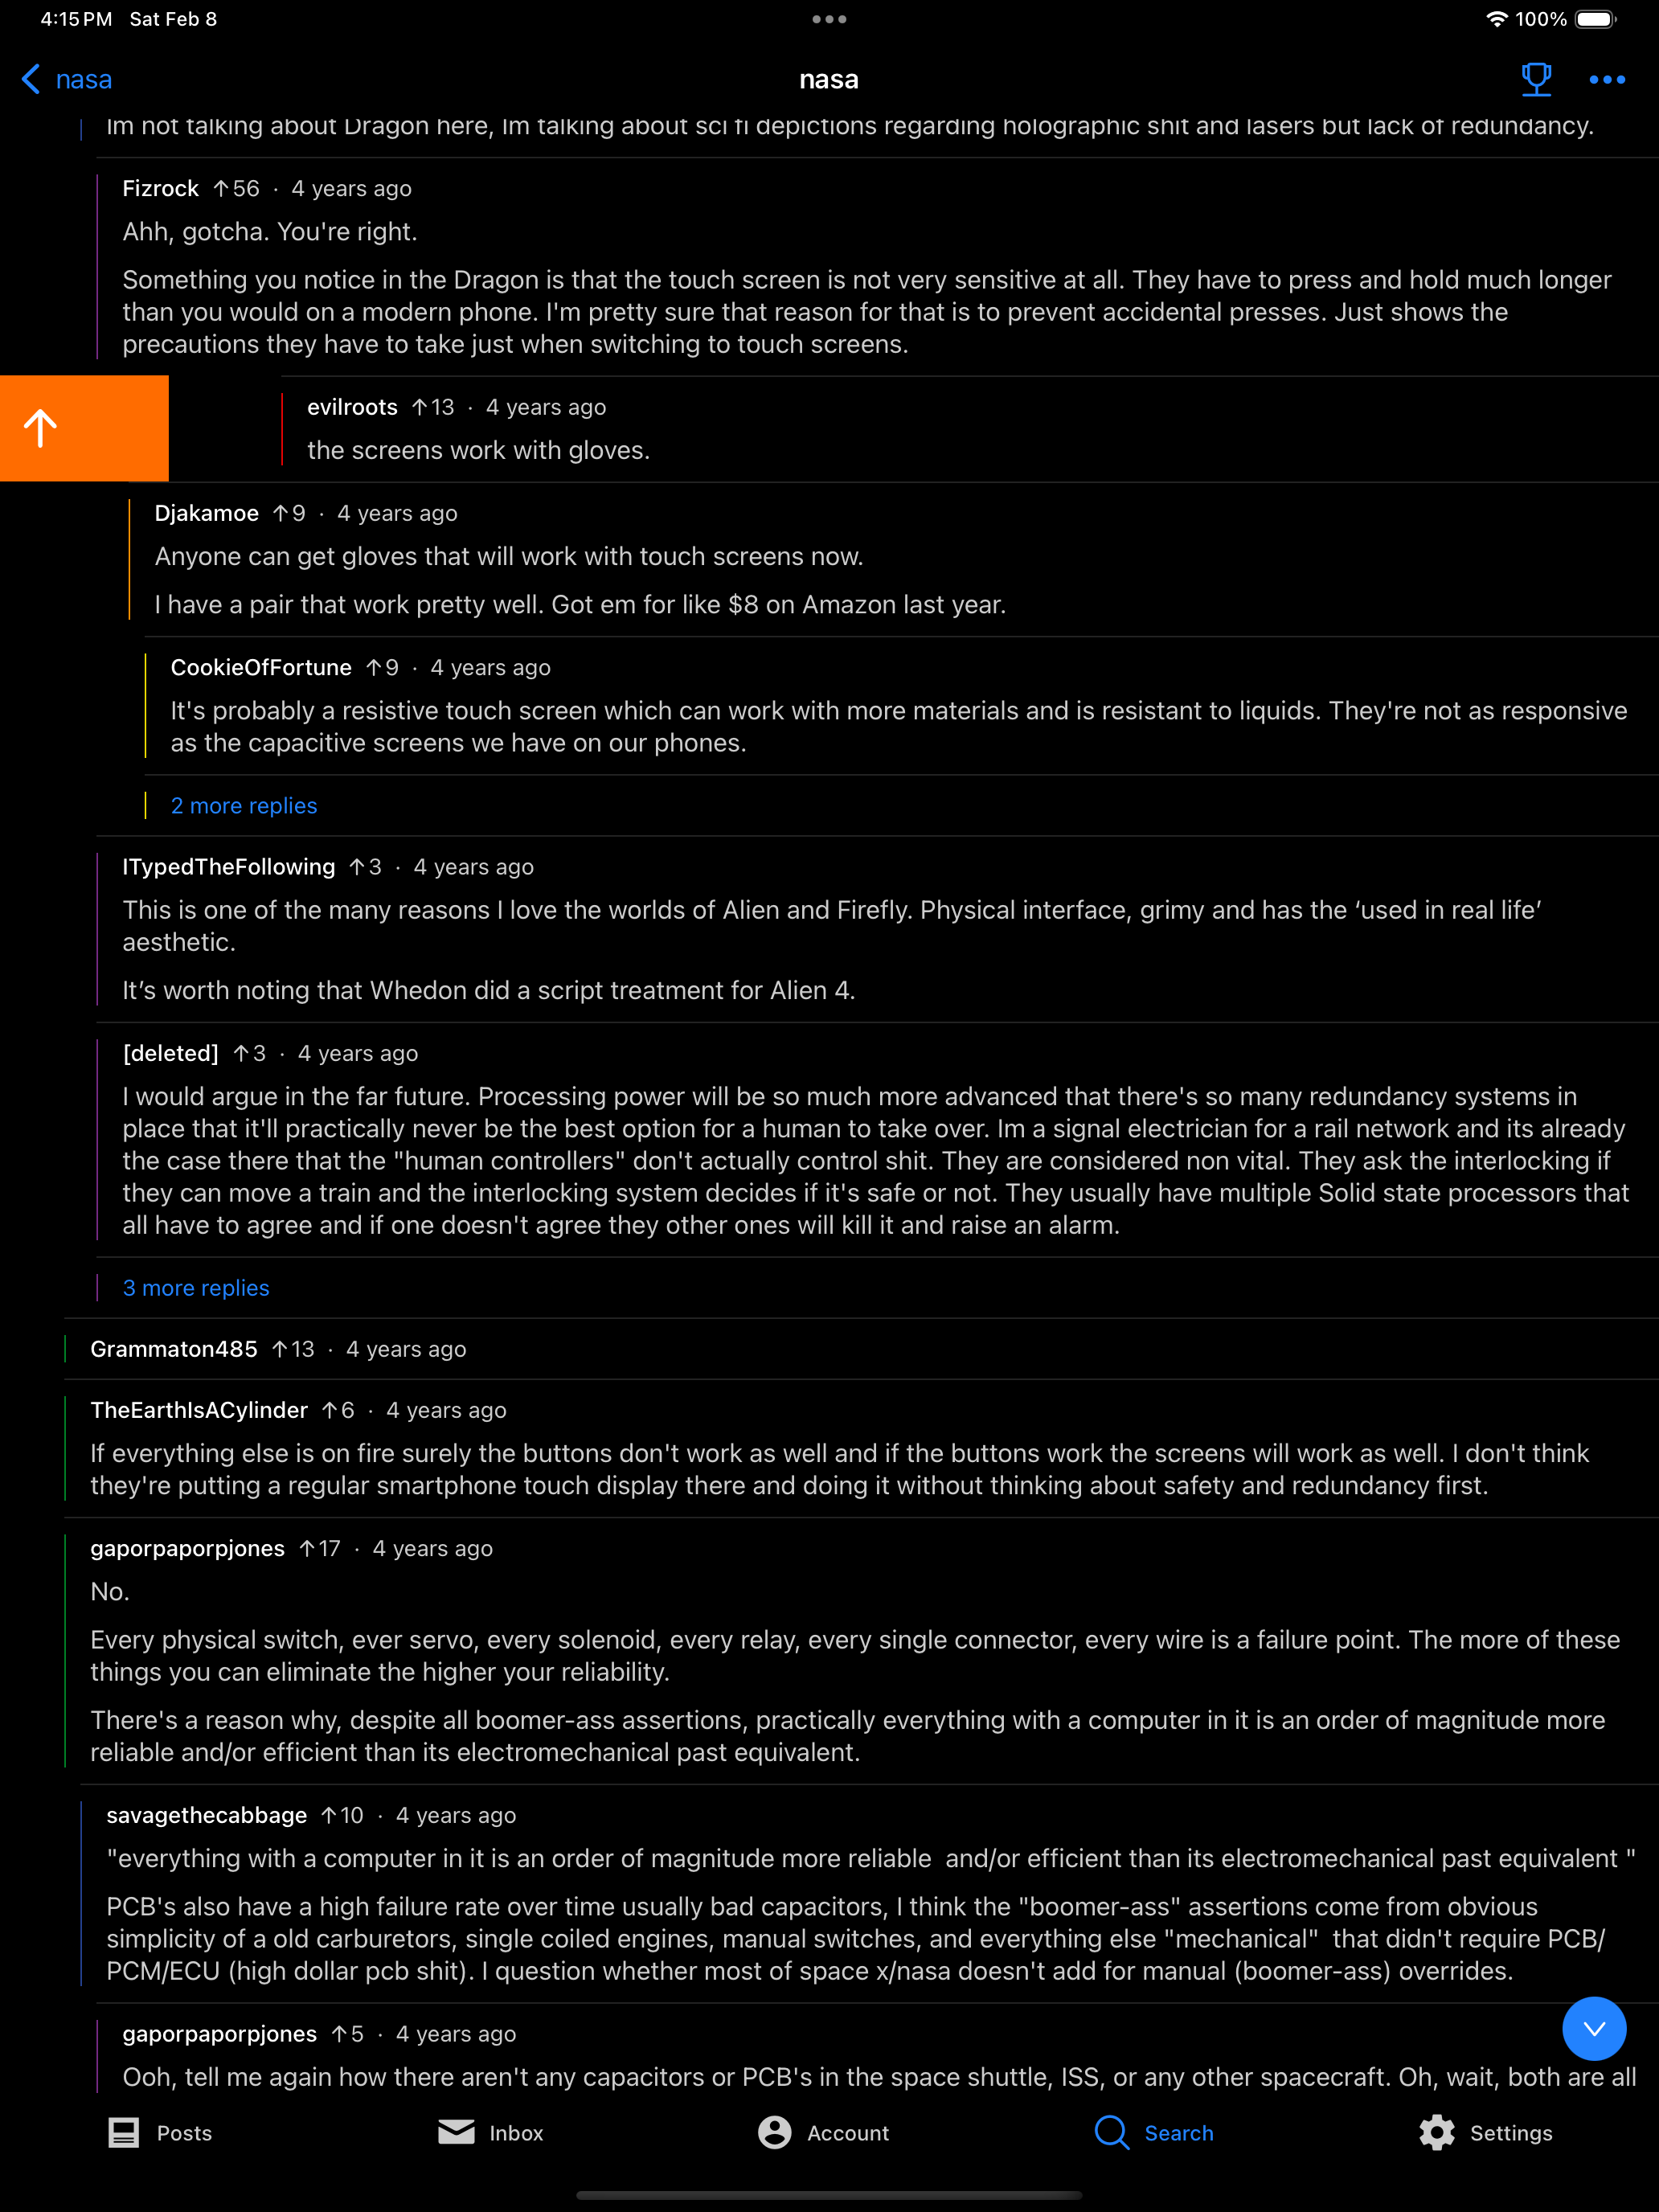 4:15 PM Sat Feb 8
100%
nasa
nasa
Im not talking about Dragon here, Im talking about sci fi depictions regarding holographic shit and lasers but lack of redundancy.
Fizrock ↑56 · 4 years ago
Ahh, gotcha. You're right.
Something you notice in the Dragon is that the touch screen is not very sensitive at all. They have to press and hold much longer
than you would on a modern phone. I'm pretty sure that reason for that is to prevent accidental presses. Just shows the
precautions they have to take just when switching to touch screens.
evilroots ↑13 · 4 years ago
the screens work with gloves.
Djakamoe ↑9 · 4 years ago
Anyone can get gloves that will work with touch screens now.
I have a pair that work pretty well. Got em for like $8 on Amazon last year.
CookieOfFortune ↑9 · 4 years ago
It's probably a resistive touch screen which can work with more materials and is resistant to liquids. They're not as responsive
as the capacitive screens we have on our phones.
2 more replies
ITypedTheFollowing ↑3 · 4 years ago
This is one of the many reasons I love the worlds of Alien and Firefly. Physical interface, grimy and has the ‘used in real life’
aesthetic.
It’s worth noting that Whedon did a script treatment for Alien 4.
[deleted] ↑3 · 4 years ago
I would argue in the far future. Processing power will be so much more advanced that there's so many redundancy systems in
place that it'll practically never be the best option for a human to take over. Im a signal electrician for a rail network and its already
the case there that the "human controllers" don't actually control shit. They are considered non vital. They ask the interlocking if
they can move a train and the interlocking system decides if it's safe or not. They usually have multiple Solid state processors that
all have to agree and if one doesn't agree they other ones will kill it and raise an alarm.
3 more replies
Grammaton485 ↑13 · 4 years ago
TheEarthIsACylinder ↑6 · 4 years ago
If everything else is on fire surely the buttons don't work as well and if the buttons work the screens will work as well. I don't think
they're putting a regular smartphone touch display there and doing it without thinking about safety and redundancy first.
gaporpaporpjones ↑17 · 4 years ago
No.
Every physical switch, ever servo, every solenoid, every relay, every single connector, every wire is a failure point. The more of these
things you can eliminate the higher your reliability.
There's a reason why, despite all boomer-ass assertions, practically everything with a computer in it is an order of magnitude more
reliable and/or efficient than its electromechanical past equivalent.
savagethecabbage ↑10 · 4 years ago
"everything with a computer in it is an order of magnitude more reliable  and/or efficient than its electromechanical past equivalent "
PCB's also have a high failure rate over time usually bad capacitors, I think the "boomer-ass" assertions come from obvious
simplicity of a old carburetors, single coiled engines, manual switches, and everything else "mechanical"  that didn't require PCB/
PCM/ECU (high dollar pcb shit). I question whether most of space x/nasa doesn't add for manual (boomer-ass) overrides.
gaporpaporpjones ↑5 · 4 years ago
Ooh, tell me again how there aren't any capacitors or PCB's in the space shuttle, ISS, or any other spacecraft. Oh, wait, both are all
Posts
Inbox
Account
Search
Settings